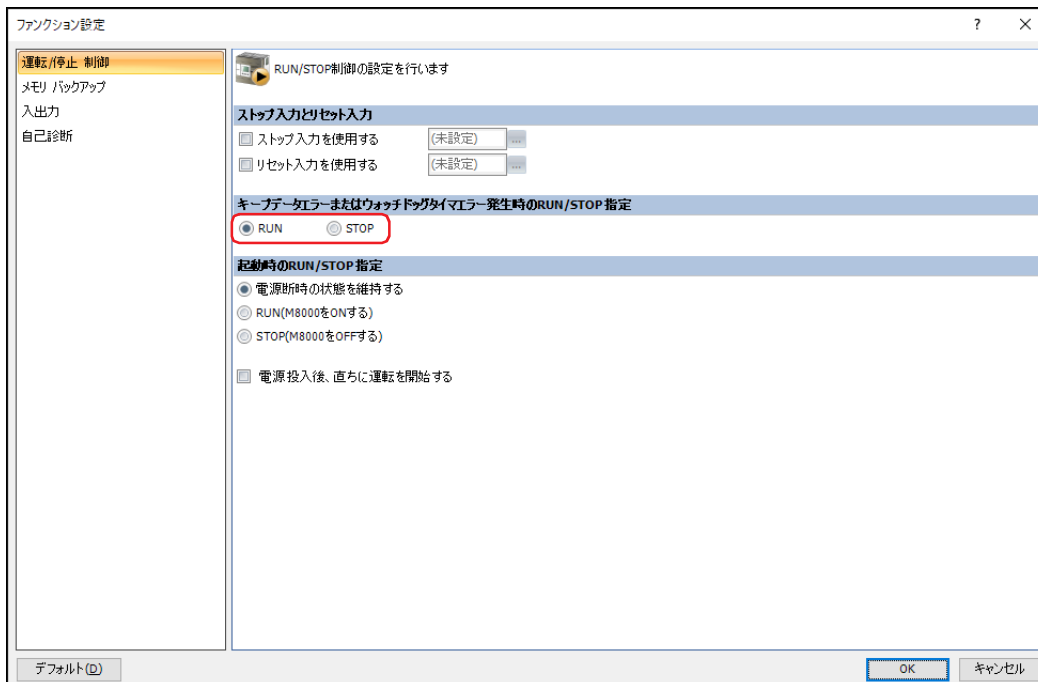 ファンクション設定
? ×
運転/停止 制御
メモリ バックアップ
入出力
自己診断
RUN/STOP制御の設定を行います
ストップ入力とリセット入力
ストップ入力を使用する (未設定) ...
リセット入力を使用する (未設定) ...
キープデータエラーまたはウォッチドッグタイマエラー発生時のRUN/STOP指定
RUN STOP
起動時のRUN/STOP指定
電源断時の状態を維持する
RUN(M8000をONする)
STOP(M8000をOFFする)
電源投入後、直ちに運転を開始する
デフォルト(D)
OK キャンセル